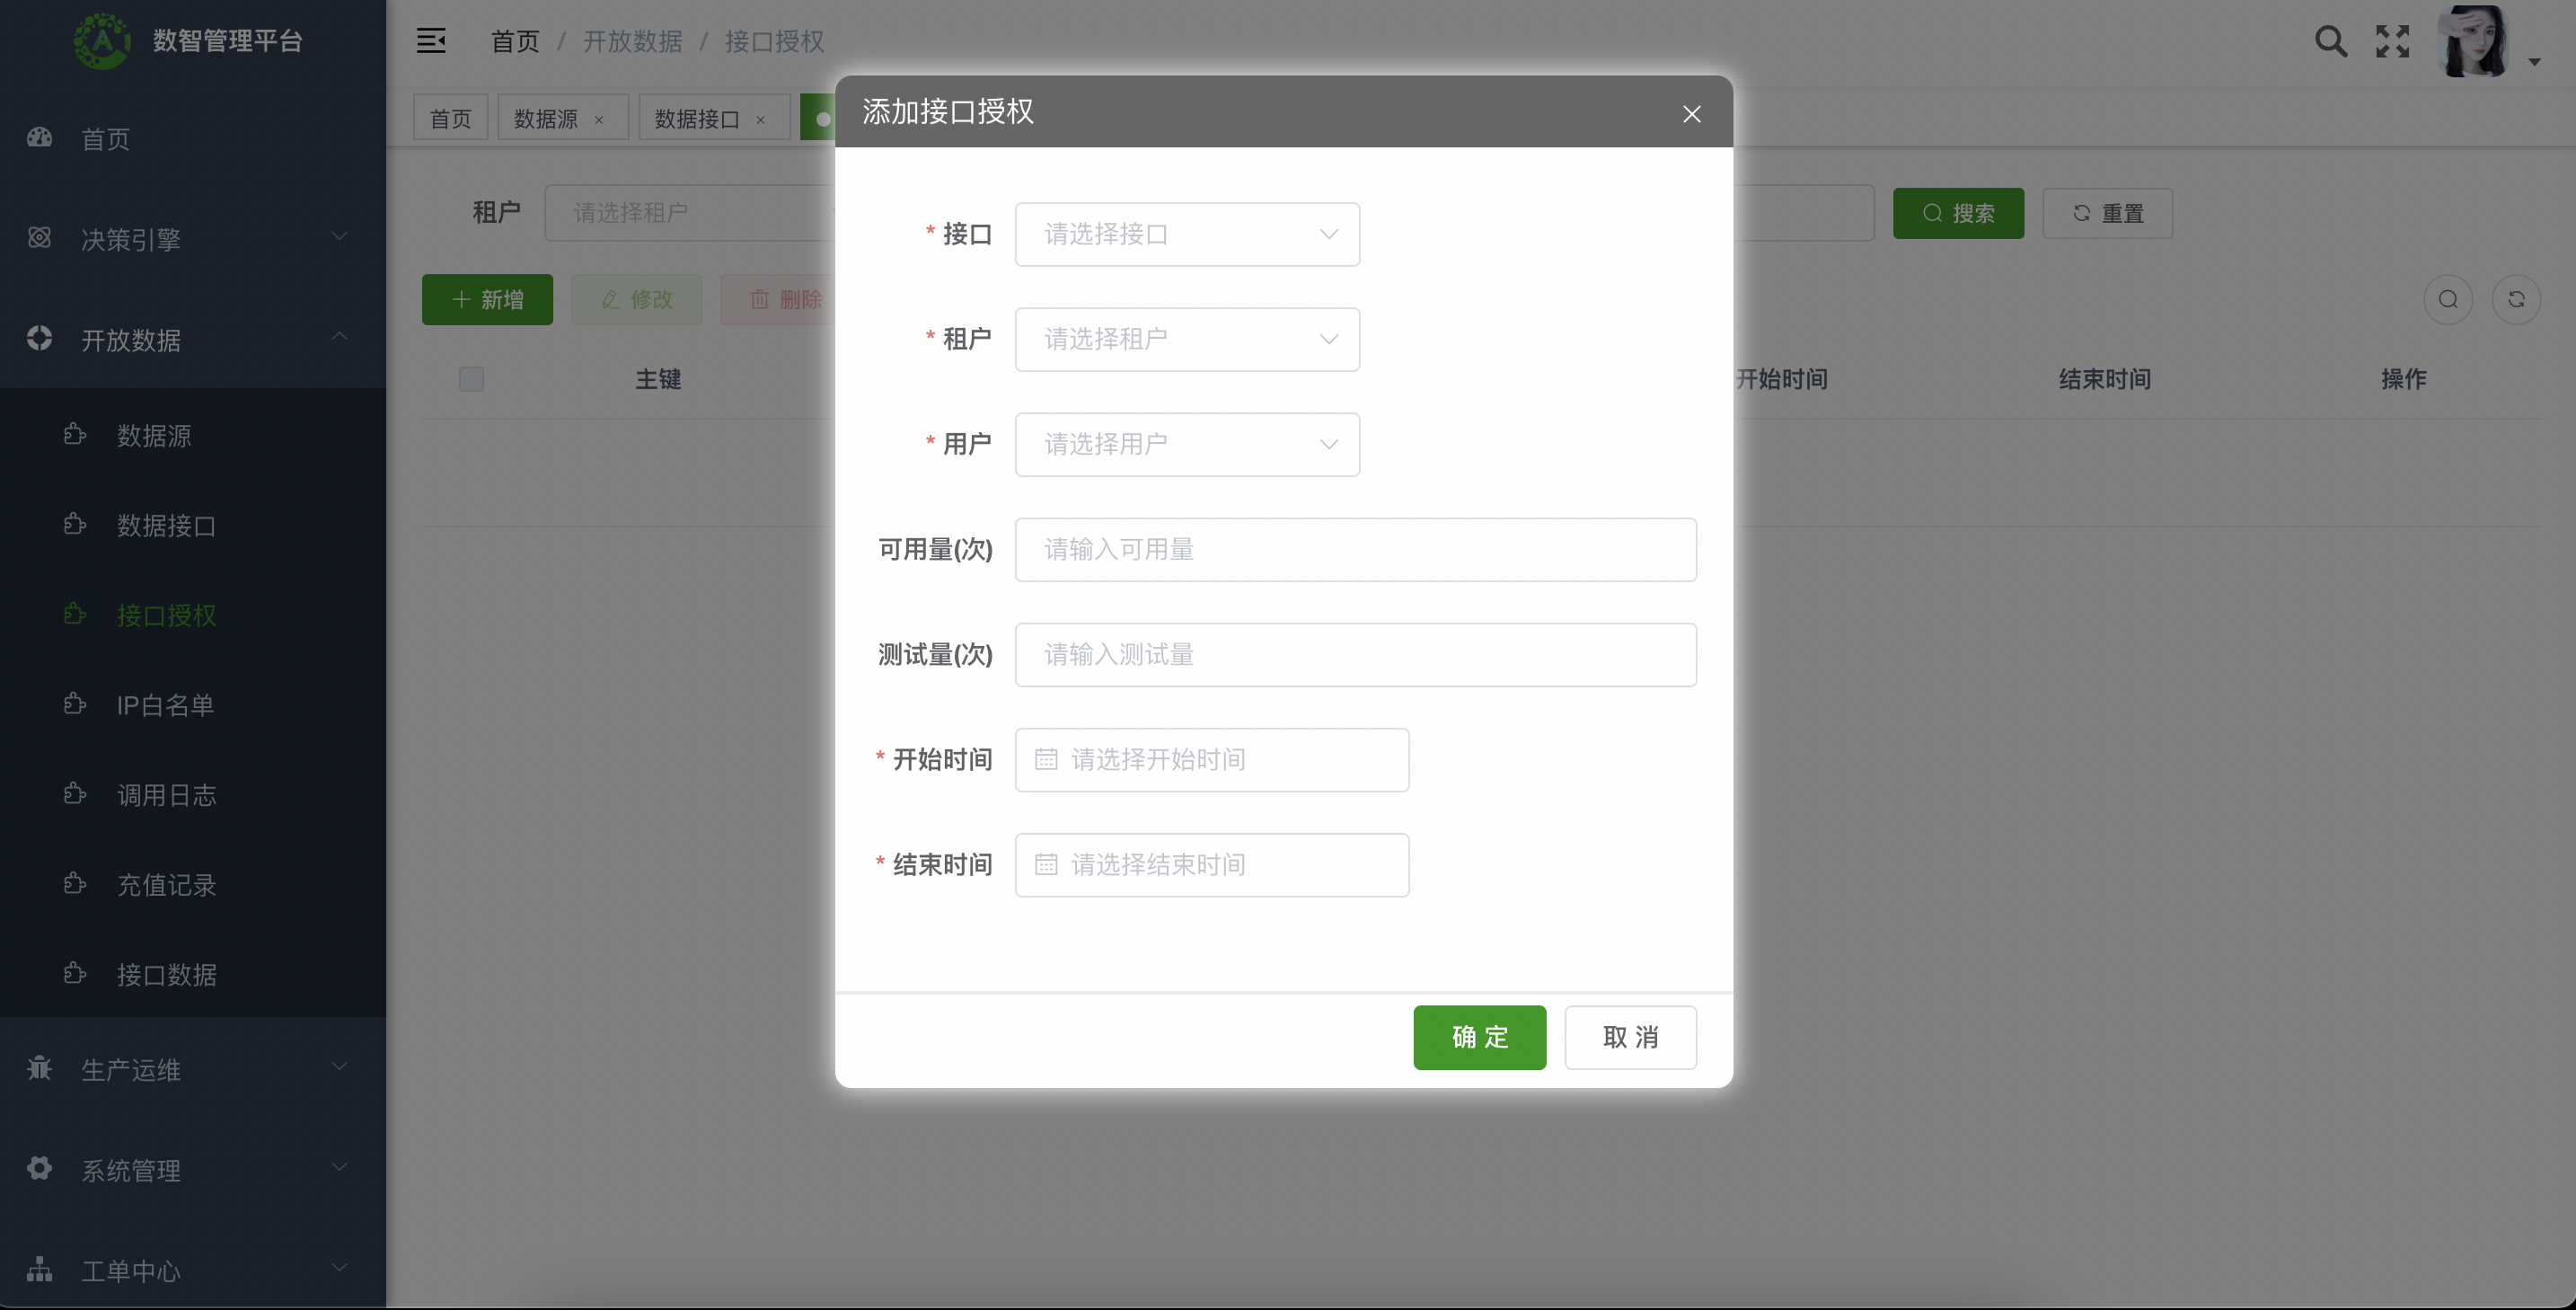 数智管理平台
首页 / 开放数据 / 接口授权
首页
数据源 ×
数据接口 ×
首页
决策引擎
开放数据
数据源
数据接口
接口授权
IP白名单
调用日志
充值记录
接口数据
生产运维
系统管理
工单中心
租户 请选择租户
搜索
重置
新增
修改
删除
主键
开始时间
结束时间
操作
添加接口授权
* 接口 请选择接口
* 租户 请选择租户
* 用户 请选择用户
可用量(次) 请输入可用量
测试量(次) 请输入测试量
* 开始时间 请选择开始时间
* 结束时间 请选择结束时间
确 定
取 消